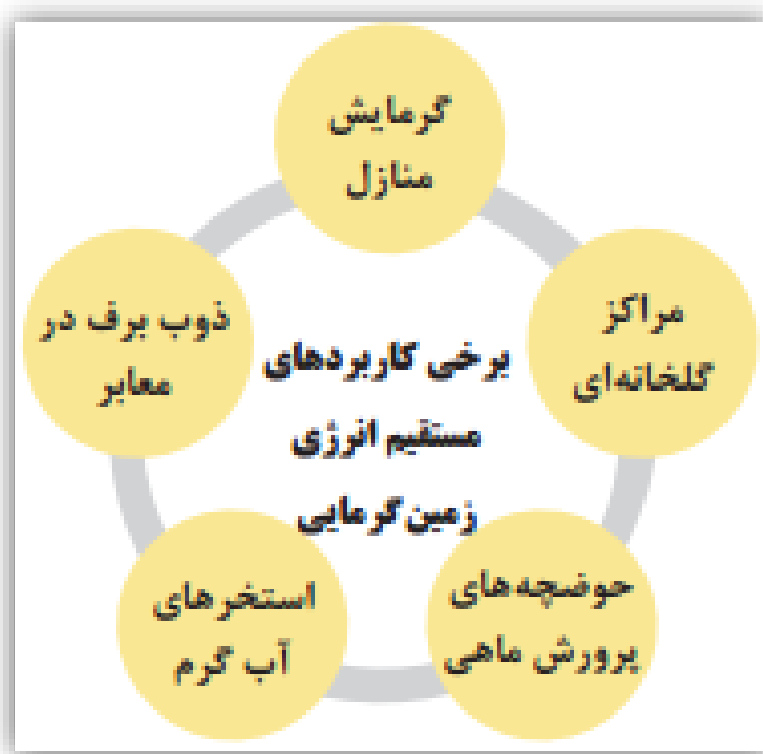 گرمایش
منازل
مراکز
گلخانه‌ای
حوضچه‌های
پرورش ماهی
استخرهای
آب گرم
ذوب برف در
معابر
برخی کاربردهای
مستقیم انرژی
زمین‌گرمایی